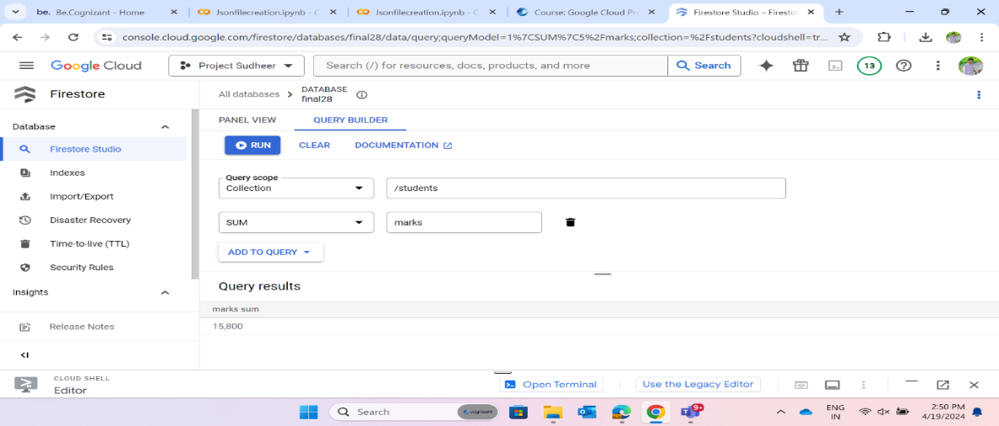 be. Be.Cognizant - Home
Jsonfilecreation.ipynb - C
Jsonfilecreation.ipynb - C
Course: Google Cloud Pr
Firestore Studio – Firesto
console.cloud.google.com/firestore/databases/final28/data/query;queryModel=1%7CSUM%7C5%2Fmarks;collection=%2Fstudents?cloudshell=tr...
Google Cloud
Project Sudheer
Search (/) for resources, docs, products, and more
Search
13
Firestore
All databases
DATABASE
final28
Database
PANEL VIEW
QUERY BUILDER
Firestore Studio
RUN
CLEAR
DOCUMENTATION
Indexes
Query scope
Collection
/students
Import/Export
Disaster Recovery
SUM
marks
Time-to-live (TTL)
ADD TO QUERY
Security Rules
Insights
Query results
marks sum
Release Notes
15,800
CLOUD SHELL
Editor
Open Terminal
Use the Legacy Editor
Search
cognizant
9+
ENG
IN
2:50 PM
4/19/2024